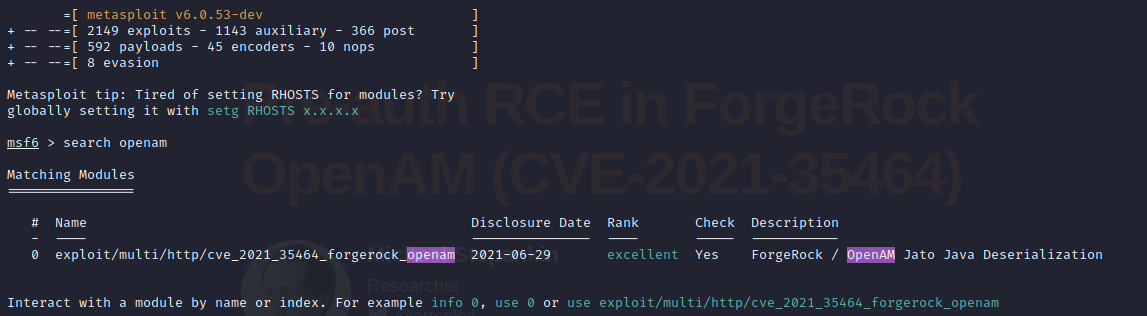 =[ metasploit v6.0.53-dev ]
+ -- --=[ 2149 exploits - 1143 auxiliary - 366 post ]
+ -- --=[ 592 payloads - 45 encoders - 10 nops ]
+ -- --=[ 8 evasion ]
Metasploit tip: Tired of setting RHOSTS for modules? Try
globally setting it with setg RHOSTS x.x.x.x
Pre-auth RCE in ForgeRock
OpenAM (CVE-2021-35464)
msf6 > search openam
Matching Modules
================
# Name Disclosure Date Rank Check Description
- ---- --------------- ---- ----- -----------
0 exploit/multi/http/cve_2021_35464_forgerock_openam 2021-06-29 excellent Yes ForgeRock / OpenAM Jato Java Deserialization
Researcher
Interact with a module by name or index. For example info 0, use 0 or use exploit/multi/http/cve_2021_35464_forgerock_openam